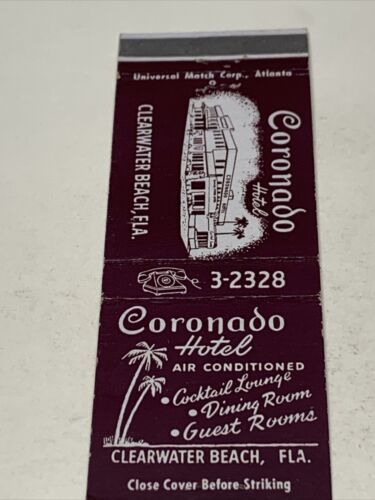 Universal Match Corp., Atlanta
Coronado
Hotel
CORONADO
CLEARWATER BEACH, FLA.
3-2328
Coronado
Hotel
AIR CONDITIONED
• Cocktail Lounge
• Dining Room
• Guest Rooms
CLEARWATER BEACH, FLA.
Close Cover Before Striking